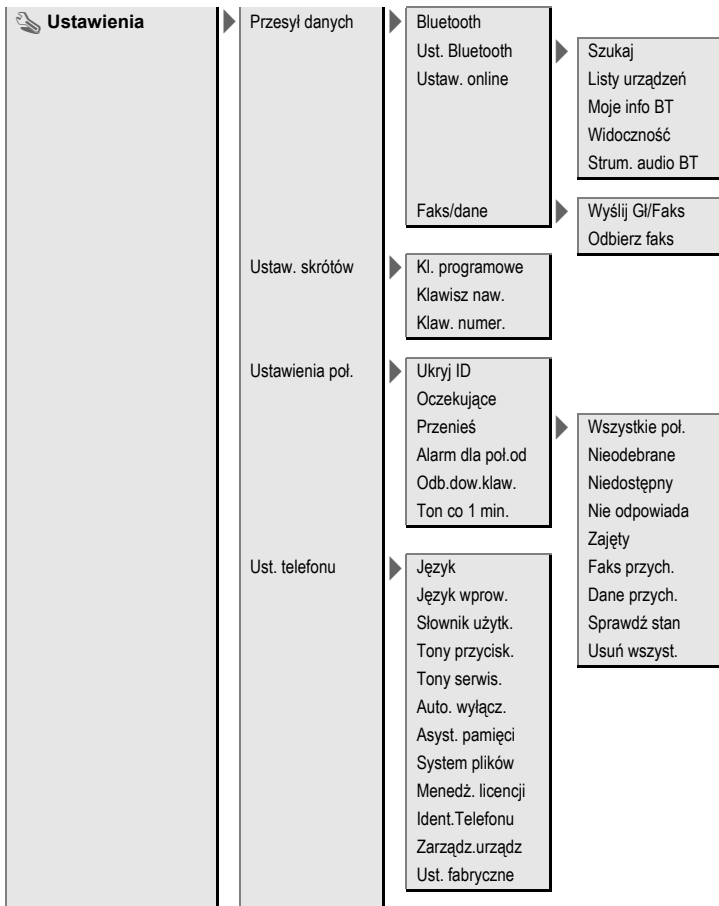 Ustawienia
Przesył danych
Bluetooth
Ust. Bluetooth
Szukaj
Listy urządzeń
Moje info BT
Widoczność
Strum. audio BT
Ustaw. online
Faks/dane
Wyślij Gł/Faks
Odbierz faks
Ustaw. skrótów
Kl. programowe
Klawisz naw.
Klaw. numer.
Ustawienia poł.
Ukryj ID
Oczekujące
Przenieś
Wszystkie poł.
Nieodebrane
Niedostępny
Nie odpowiada
Zajęty
Faks przych.
Dane przych.
Sprawdź stan
Usuń wszyst.
Alarm dla poł.od
Odb.dow.klaw.
Ton co 1 min.
Ust. telefonu
Język
Język wprow.
Słownik użytk.
Tony przycisk.
Tony serwis.
Auto. wyłącz.
Asyst. pamięci
System plików
Menedż. licencji
Ident.Telefonu
Zarządz.urządz
Ust. fabryczne